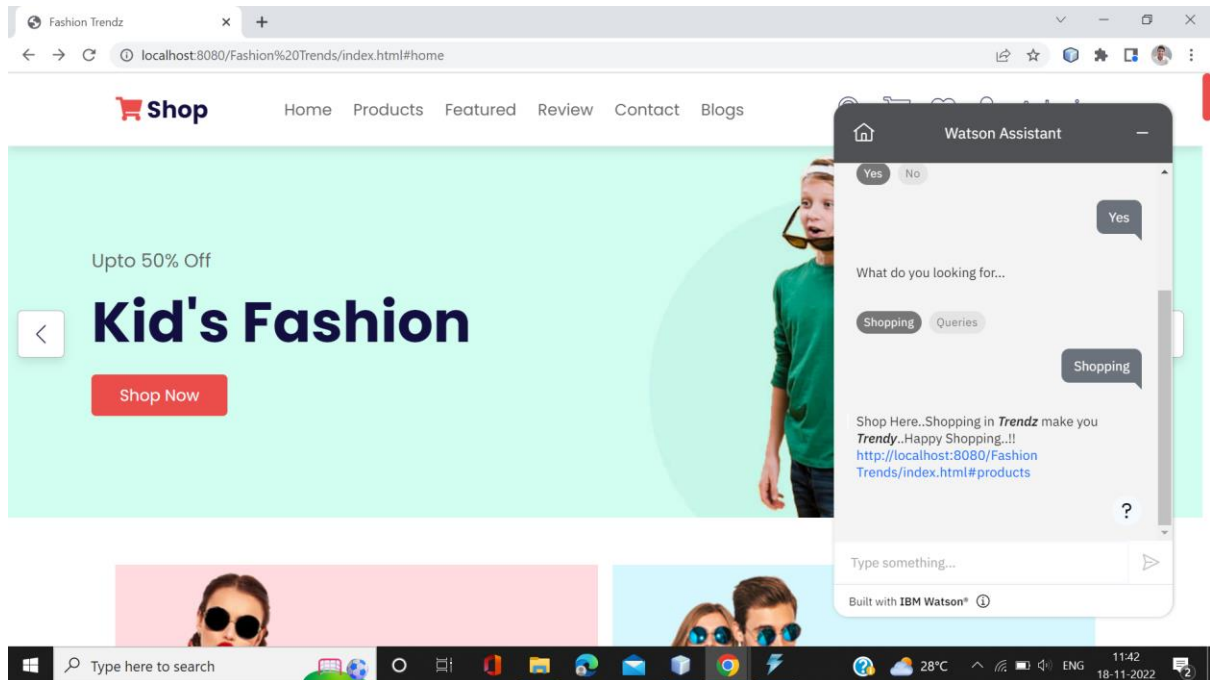 Fashion Trendz
localhost:8080/Fashion%20Trends/index.html#home
Shop
Home Products Featured Review Contact Blogs
Watson Assistant
Yes No
Yes
What do you looking for...
Shopping Queries
Shopping
Shop Here..Shopping in Trendz make you
Trendy..Happy Shopping..!!
http://localhost:8080/Fashion
Trends/index.html#products
?
Type something...
Built with IBM Watson®
Upto 50% Off
Kid's Fashion
Shop Now
Type here to search
28°C
ENG
11:42
18-11-2022
2